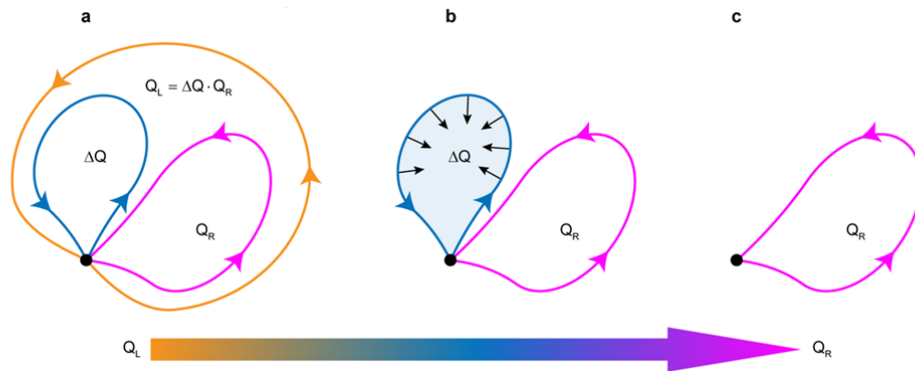 a
b
c
Q_L = ΔQ · Q_R
ΔQ
Q_R
ΔQ
Q_R
Q_R
Q_L
Q_R